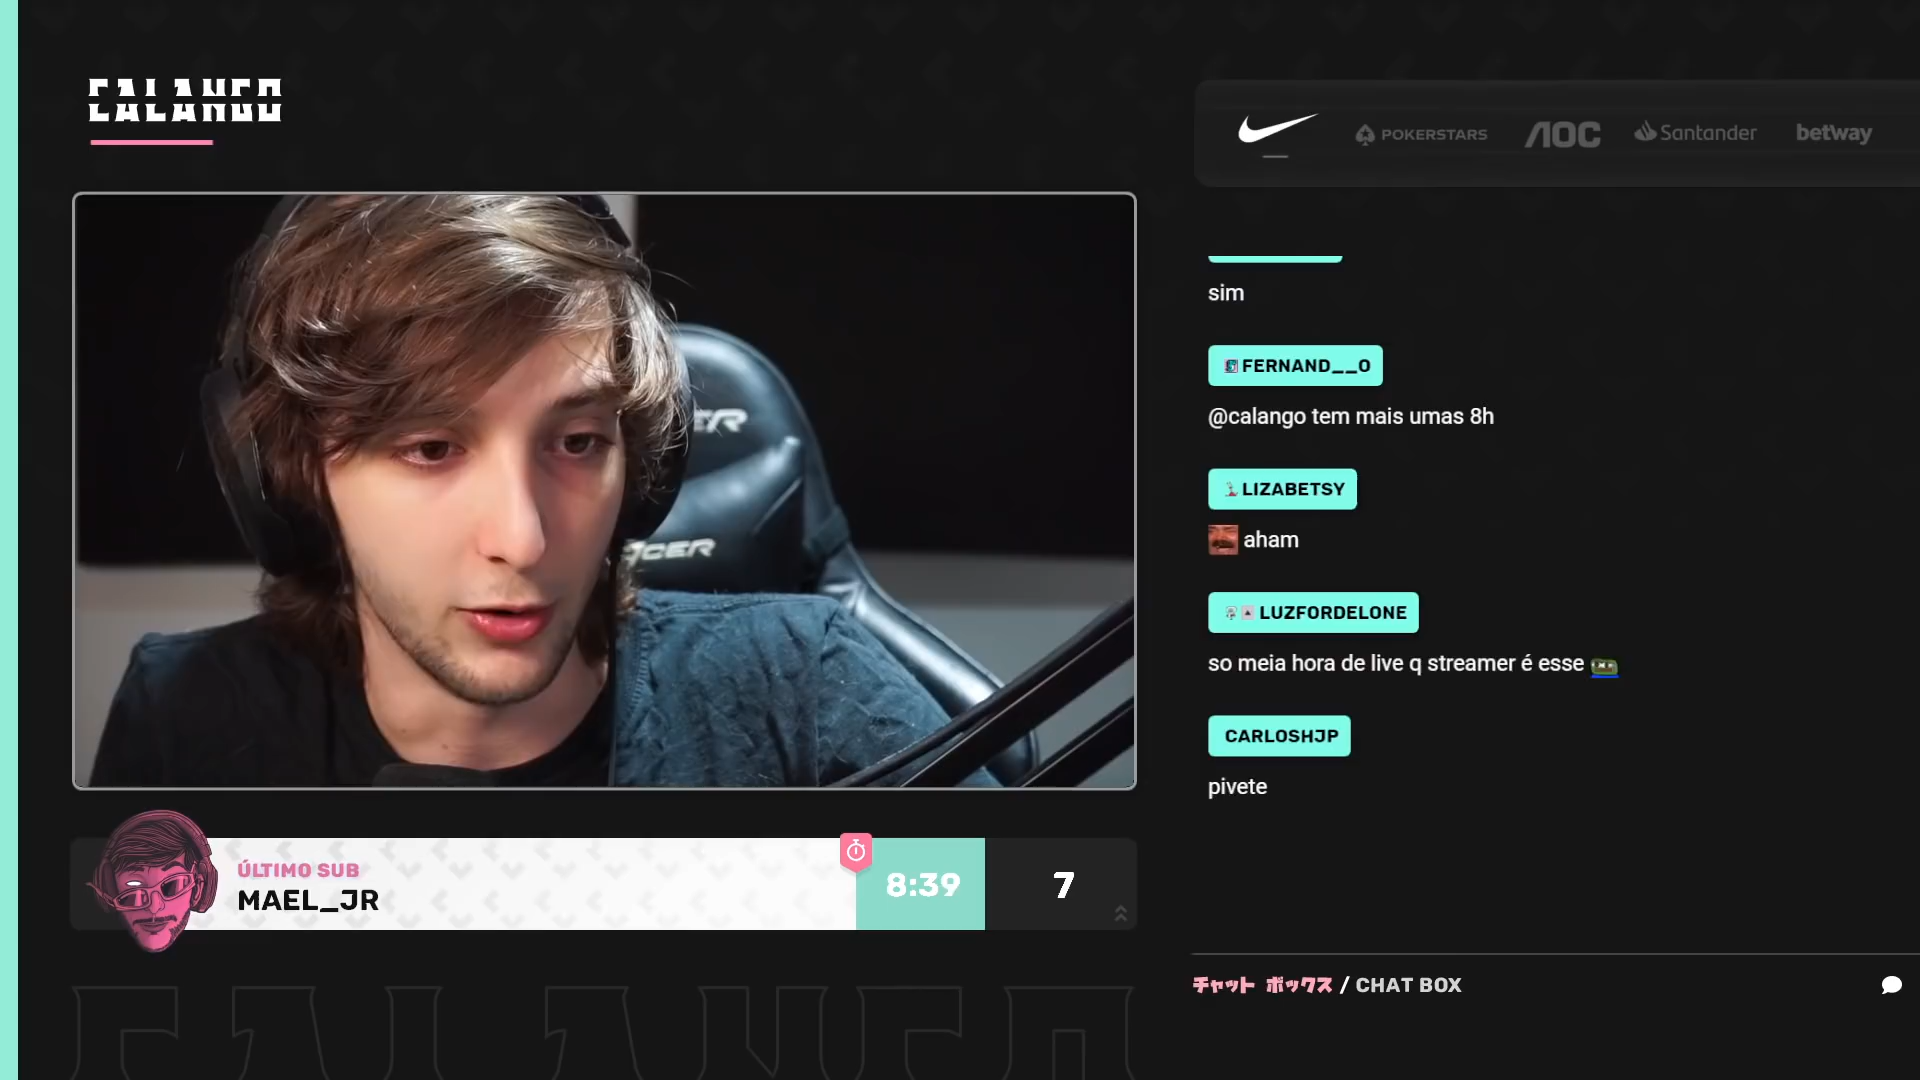 CALANGO
POKERSTARS
AOC
Santander
betway
sim
FERNAND__O
@calango tem mais umas 8h
LIZABETSY
aham
LUZFORDELONE
so meia hora de live q streamer é esse
CARLOSHJP
pivete
ACER
ÚLTIMO SUB
MAEL_JR
8:39
7
チャット ボックス / CHAT BOX
CALANGO